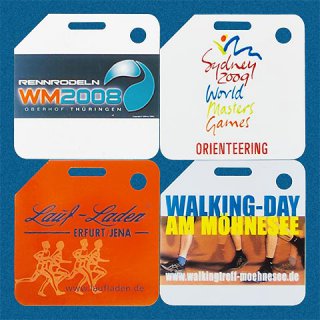 RENNRODELN
WM2008
OBERHOF THÜRINGEN
Sydney
2009
World
Masters
Games
ORIENTEERING
Lauf-Laden
ERFURT/JENA
www.laufladen.de
WALKING-DAY
AM MÖHNESEE
www.walkingtreff-moehnesee.de